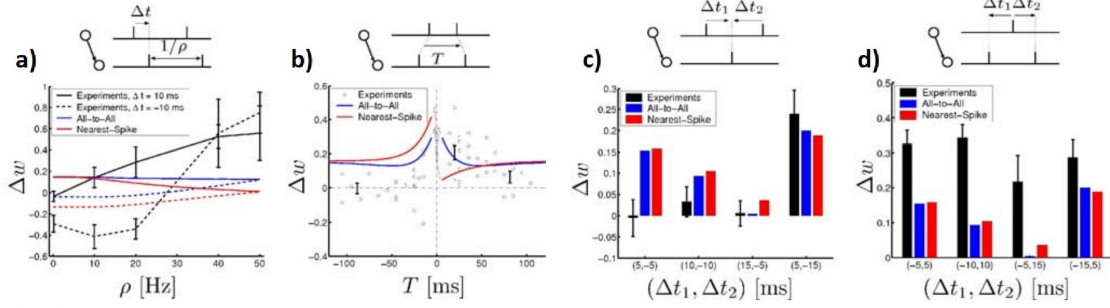 Δt
1/ρ
a)
Experiments, Δ t = 10 ms
Experiments, Δ t = −10 ms
All-to-All
Nearest-Spike
Δw
1
0.8
0.6
0.4
0.2
0
−0.2
−0.4
−0.6
0
10
20
30
40
50
ρ [Hz]
T
b)
Experiments
All-to-All
Nearest-Spike
Δw
0.6
0.4
0.2
0
−0.2
−0.4
−100
−50
0
50
100
T [ms]
Δt₁ Δt₂
c)
Experiments
All-to-All
Nearest-Spike
Δw
0.3
0.25
0.2
0.15
0.1
0.05
0
−0.05
(5,−5)
(10,−10)
(15,−5)
(5,−15)
(Δt₁, Δt₂) [ms]
Δt₁ Δt₂
d)
Experiments
All-to-All
Nearest-Spike
Δw
0.5
0.4
0.3
0.2
0.1
0
(−5,5)
(−10,10)
(−5,15)
(−15,5)
(Δt₁, Δt₂) [ms]